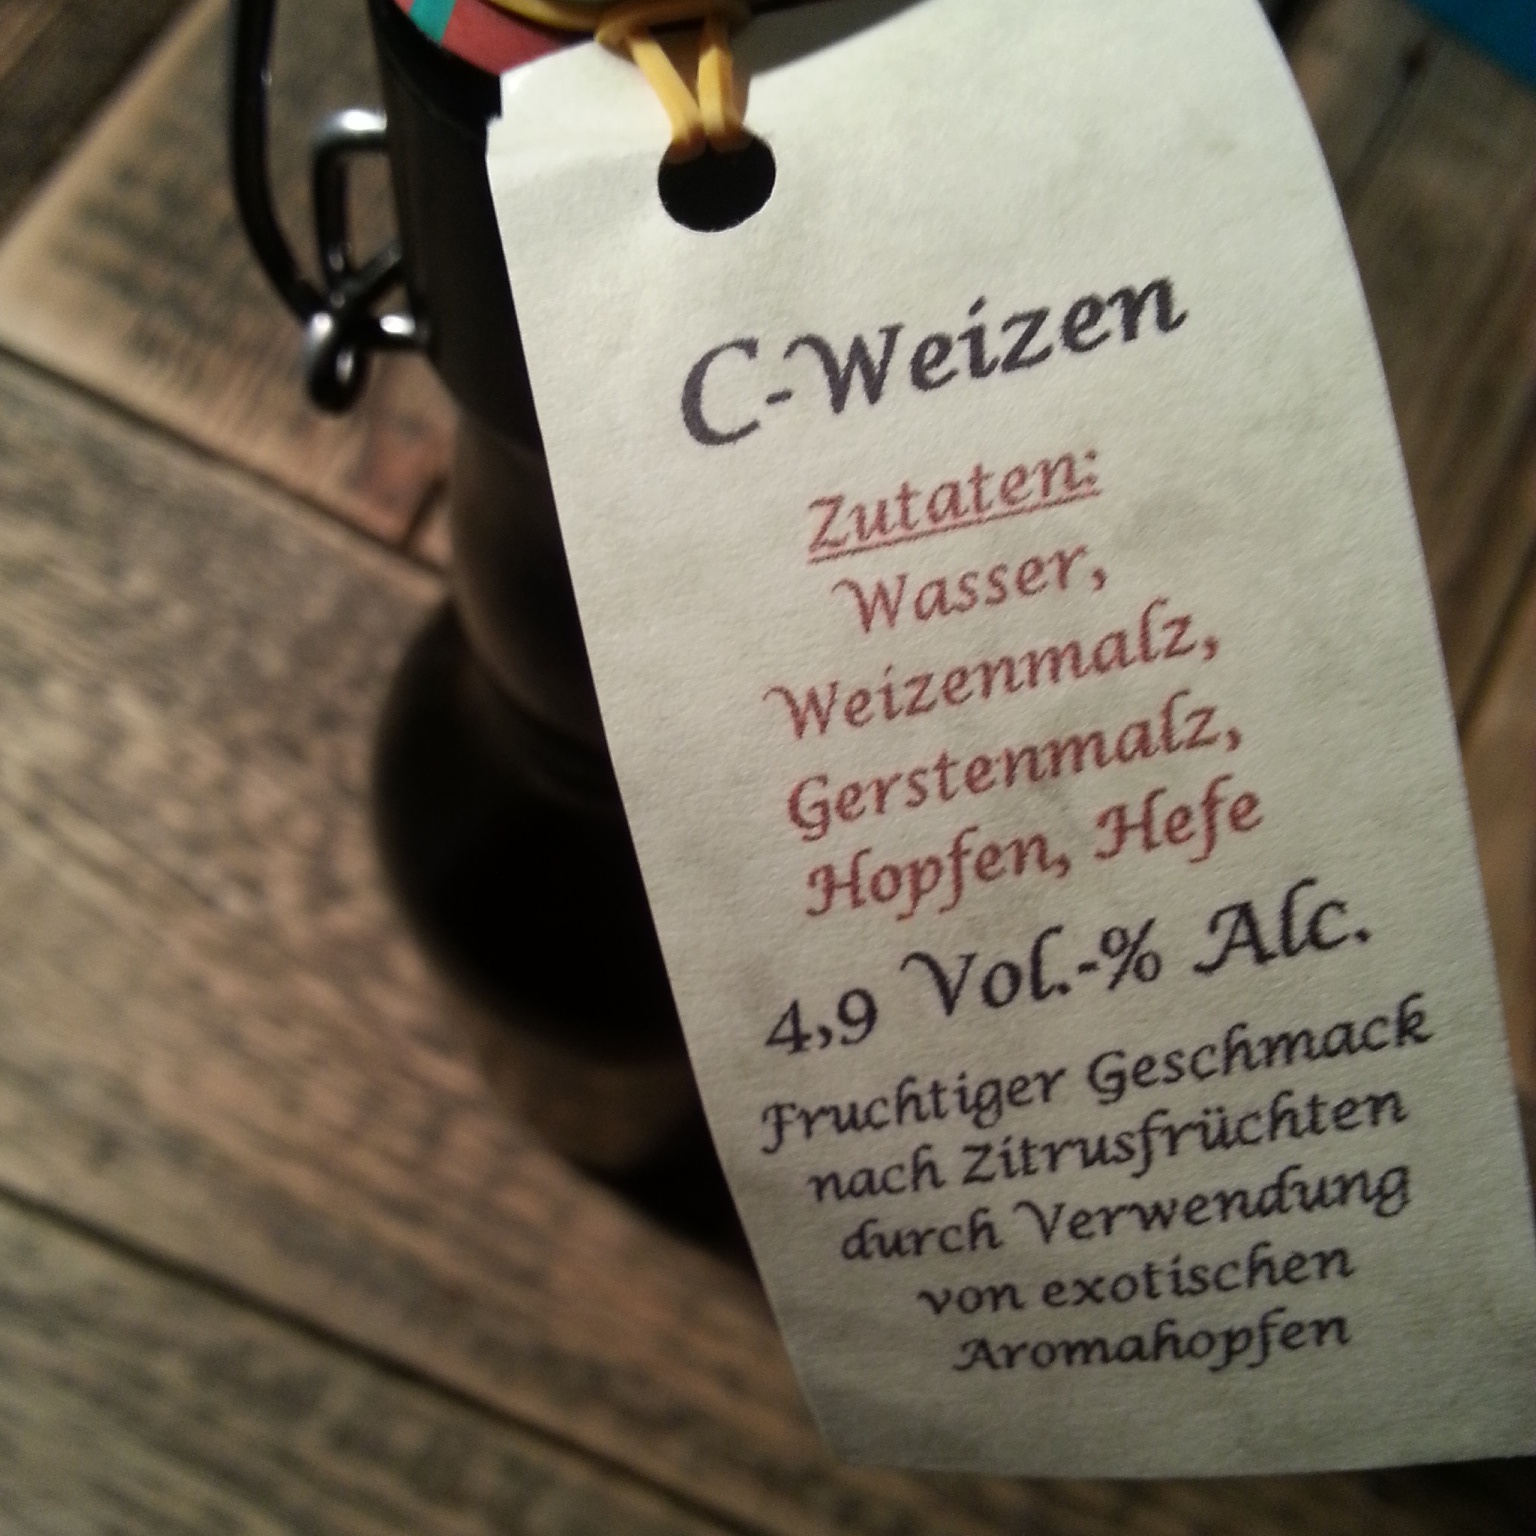 C-Weizen
Zutaten:
Wasser,
Weizenmalz,
Gerstenmalz,
Hopfen, Hefe
4,9 Vol.-% Alc.
Fruchtiger Geschmack
nach Zitrusfrüchten
durch Verwendung
von exotischen
Aromahopfen